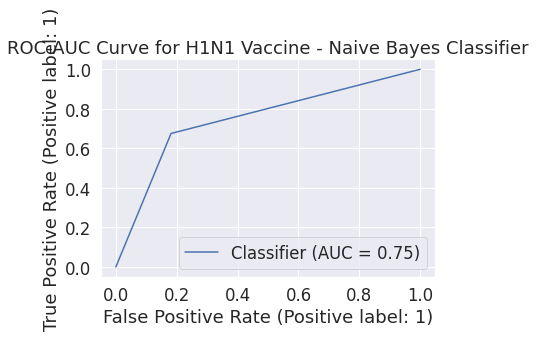 ROC AUC Curve for H1N1 Vaccine - Naive Bayes Classifier
True Positive Rate (Positive label: 1)
1.0
0.8
0.6
0.4
0.2
0.0
Classifier (AUC = 0.75)
0.0 0.2 0.4 0.6 0.8 1.0
False Positive Rate (Positive label: 1)